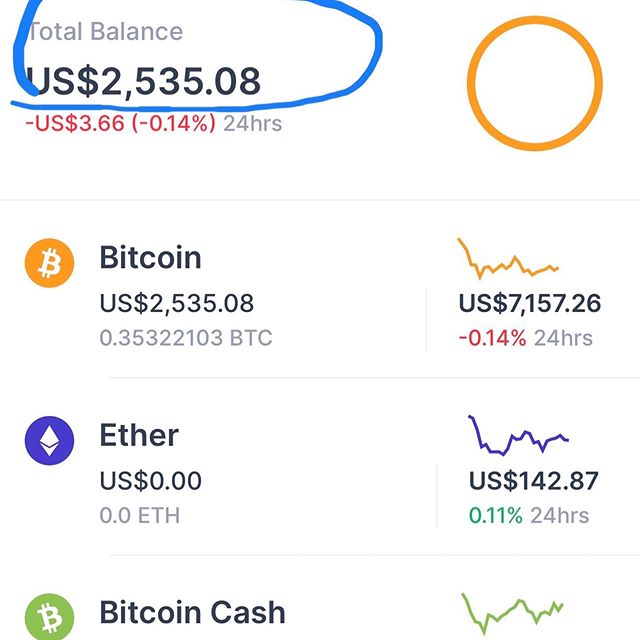 Total Balance
US$2,535.08
-US$3.66 (-0.14%) 24hrs
Bitcoin
US$2,535.08
US$7,157.26
0.35322103 BTC
-0.14% 24hrs
Ether
US$0.00
US$142.87
0.0 ETH
0.11% 24hrs
Bitcoin Cash